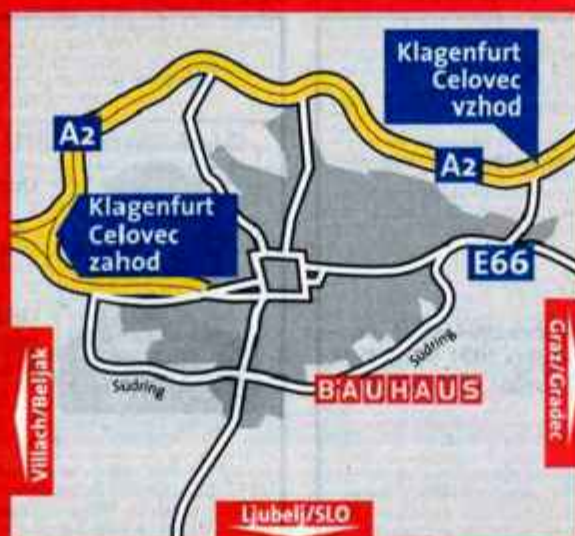 Klagenfurt
Celovec
vzhod
A2
A2
Klagenfurt
Celovec
zahod
E66
Südring
Südring
BAUHAUS
Villach/Beljak
Graz/Gradec
Ljubelj/SLO